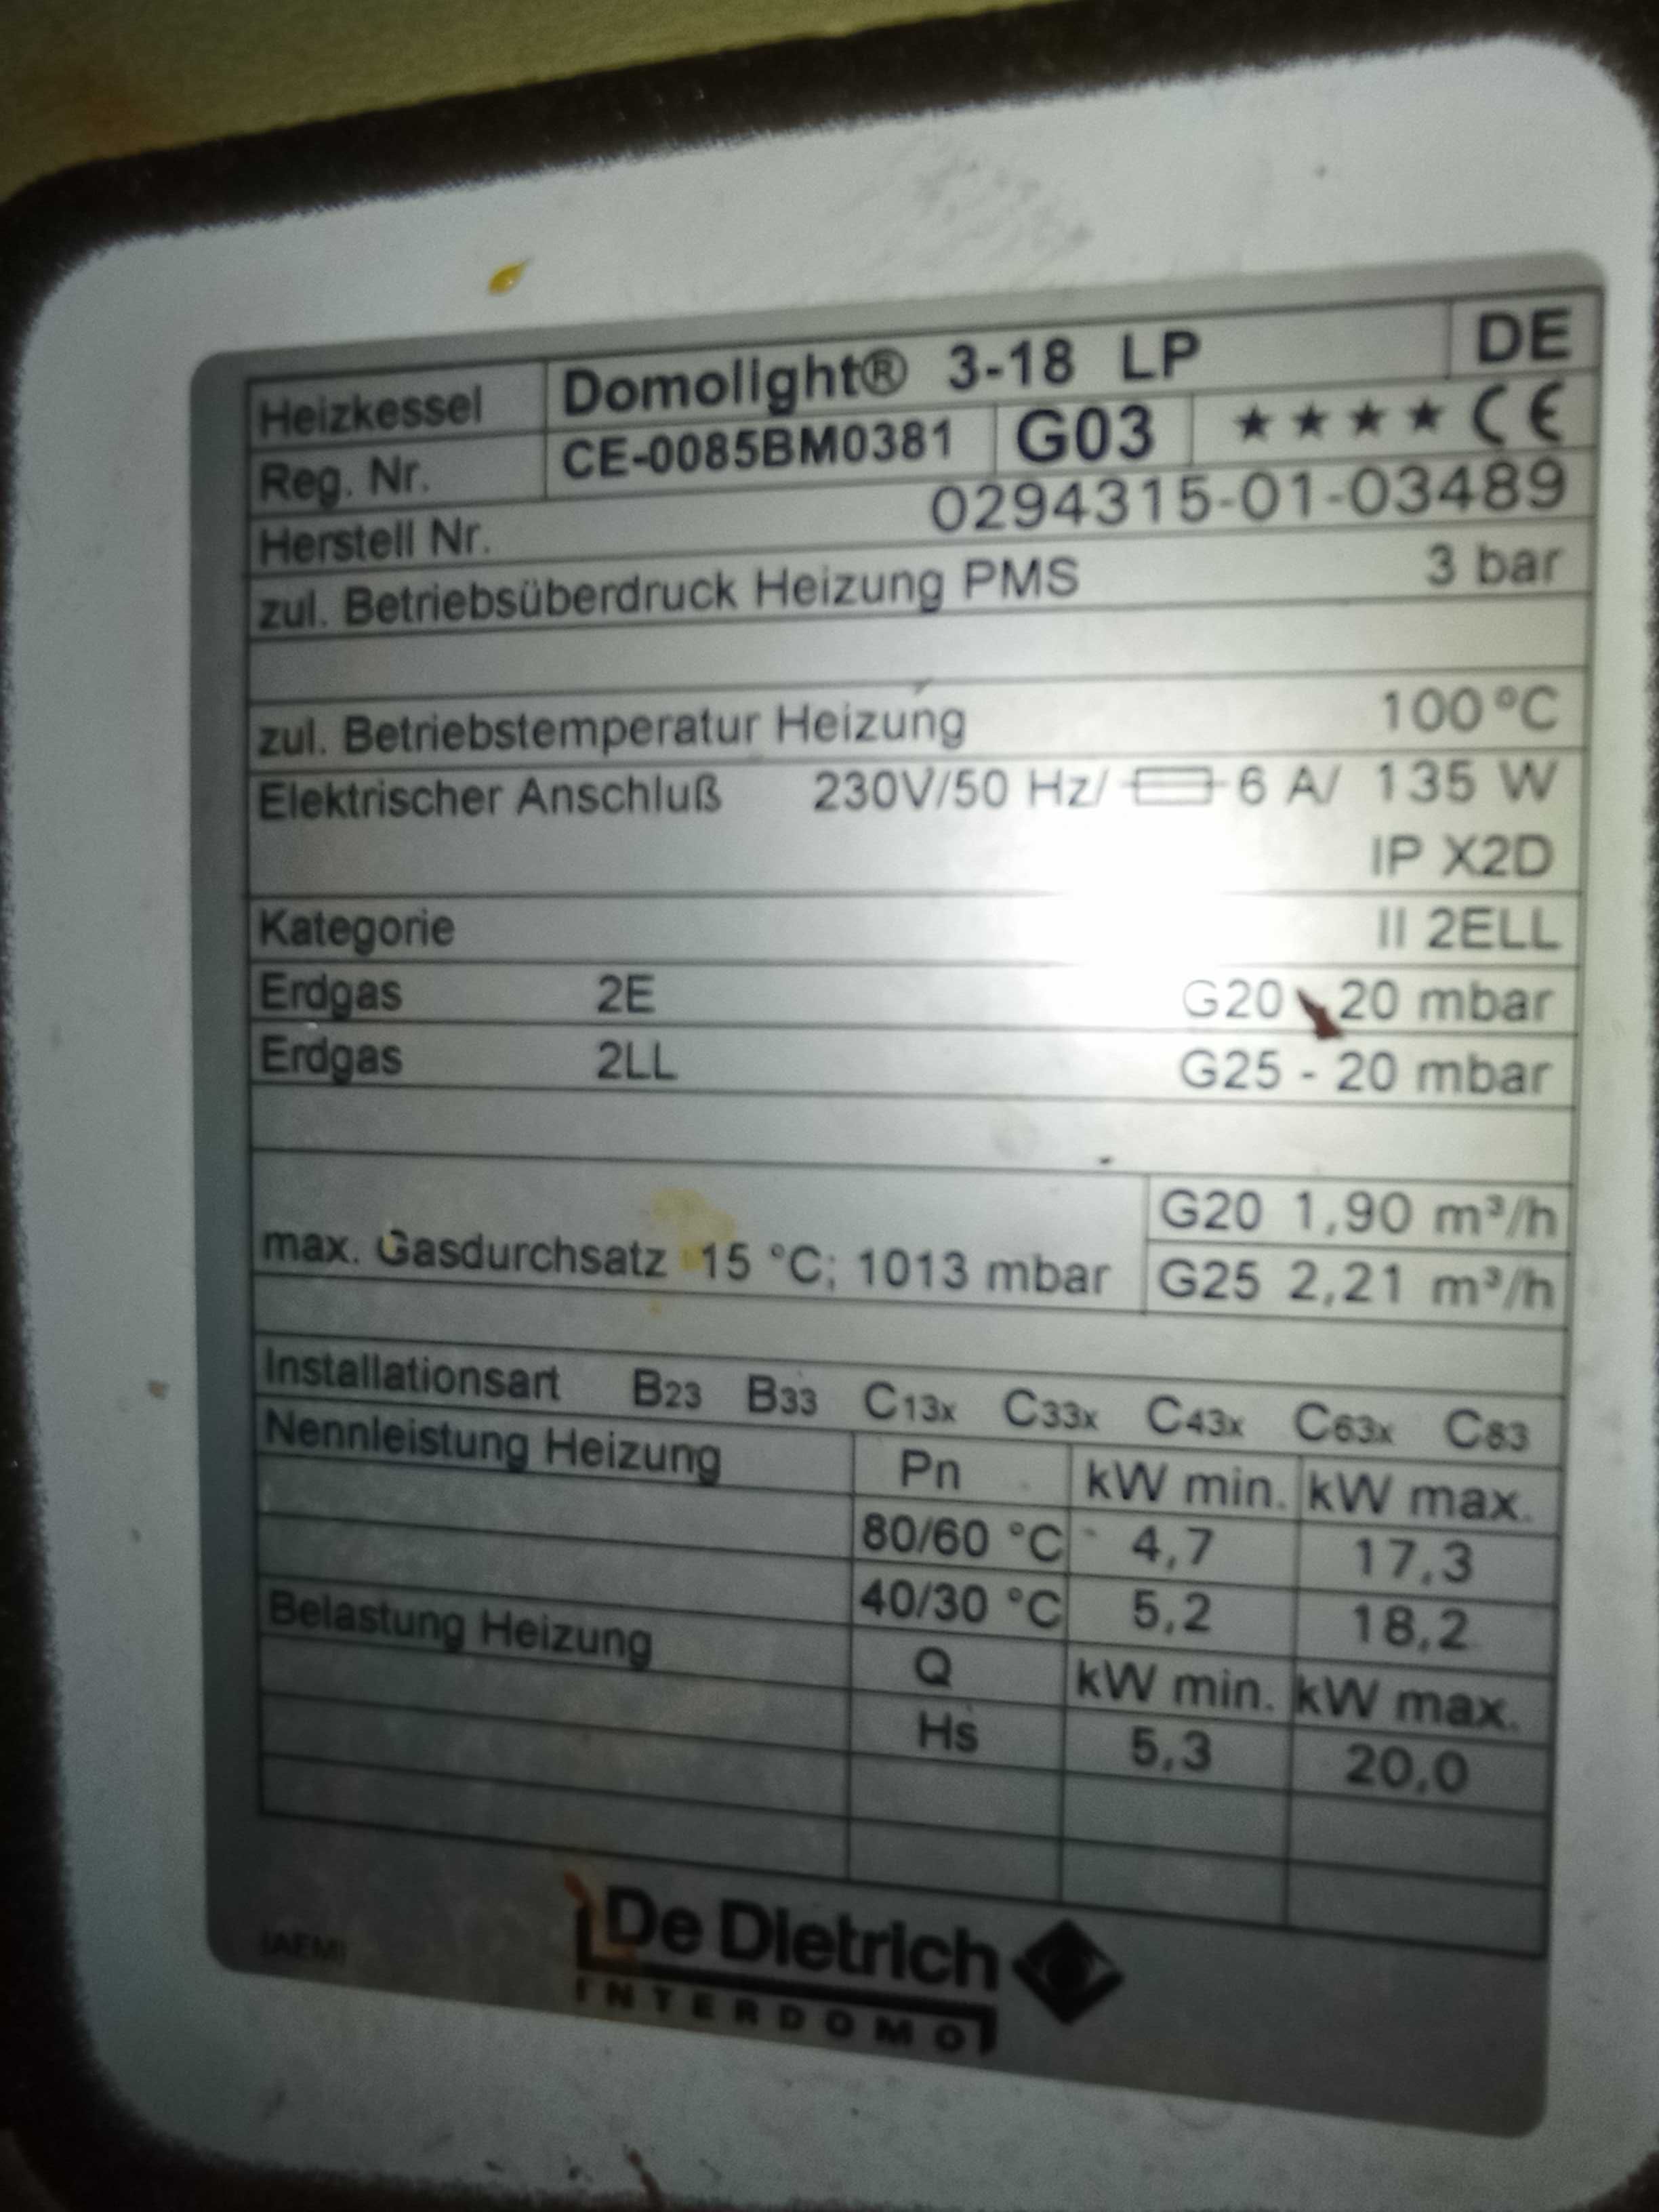 Heizkessel Domolight® 3-18 LP DE
Reg. Nr. CE-0085BM0381 G03 ★★★★ CE
Herstell Nr. 0294315-01-03489
zul. Betriebsüberdruck Heizung PMS 3 bar
zul. Betriebstemperatur Heizung 100 °C
Elektrischer Anschluß 230V/50 Hz/ 6 A/ 135 W
IP X2D
Kategorie II 2ELL
Erdgas 2E G20 - 20 mbar
Erdgas 2LL G25 - 20 mbar
G20 1,90 m³/h
max. Gasdurchsatz 15 °C; 1013 mbar G25 2,21 m³/h
Installationsart B23 B33 C13x C33x C43x C63x C83
Nennleistung Heizung Pn kW min. kW max.
80/60 °C 4,7 17,3
40/30 °C 5,2 18,2
Belastung Heizung Q kW min. kW max.
Hs 5,3 20,0
De Dietrich
INTERDOMO